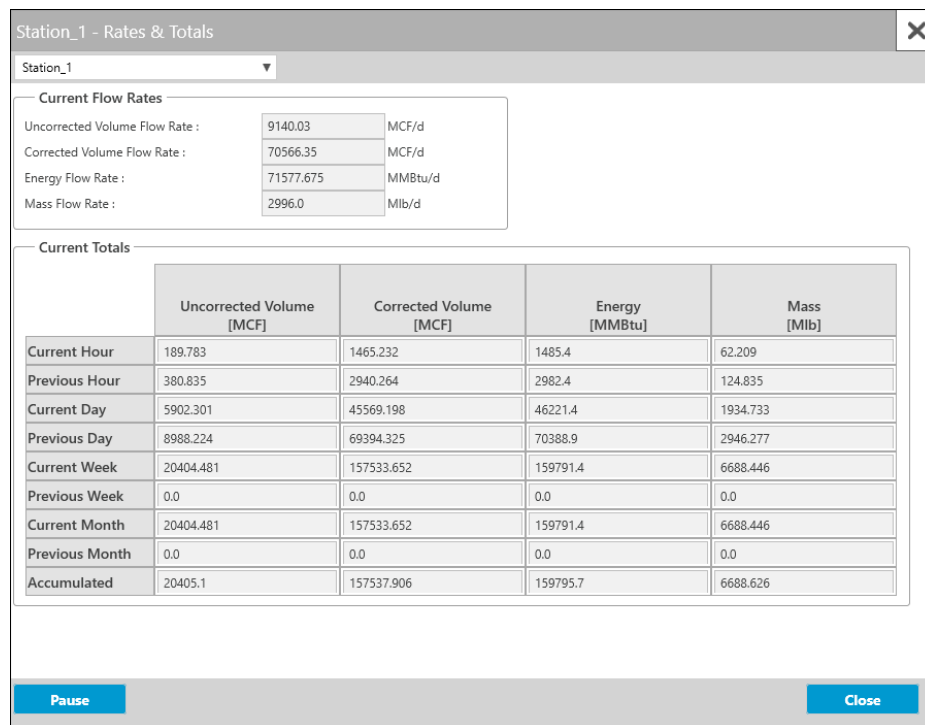 Station_1 - Rates & Totals
Station_1
Current Flow Rates
Uncorrected Volume Flow Rate : 9140.03 MCF/d
Corrected Volume Flow Rate : 70566.35 MCF/d
Energy Flow Rate : 71577.675 MMBtu/d
Mass Flow Rate : 2996.0 Mlb/d
Current Totals
Uncorrected Volume Corrected Volume Energy Mass
[MCF] [MCF] [MMBtu] [Mlb]
Current Hour 189.783 1465.232 1485.4 62.209
Previous Hour 380.835 2940.264 2982.4 124.835
Current Day 5902.301 45569.198 46221.4 1934.733
Previous Day 8988.224 69394.325 70388.9 2946.277
Current Week 20404.481 157533.652 159791.4 6688.446
Previous Week 0.0 0.0 0.0 0.0
Current Month 20404.481 157533.652 159791.4 6688.446
Previous Month 0.0 0.0 0.0 0.0
Accumulated 20405.1 157537.906 159795.7 6688.626
Pause Close